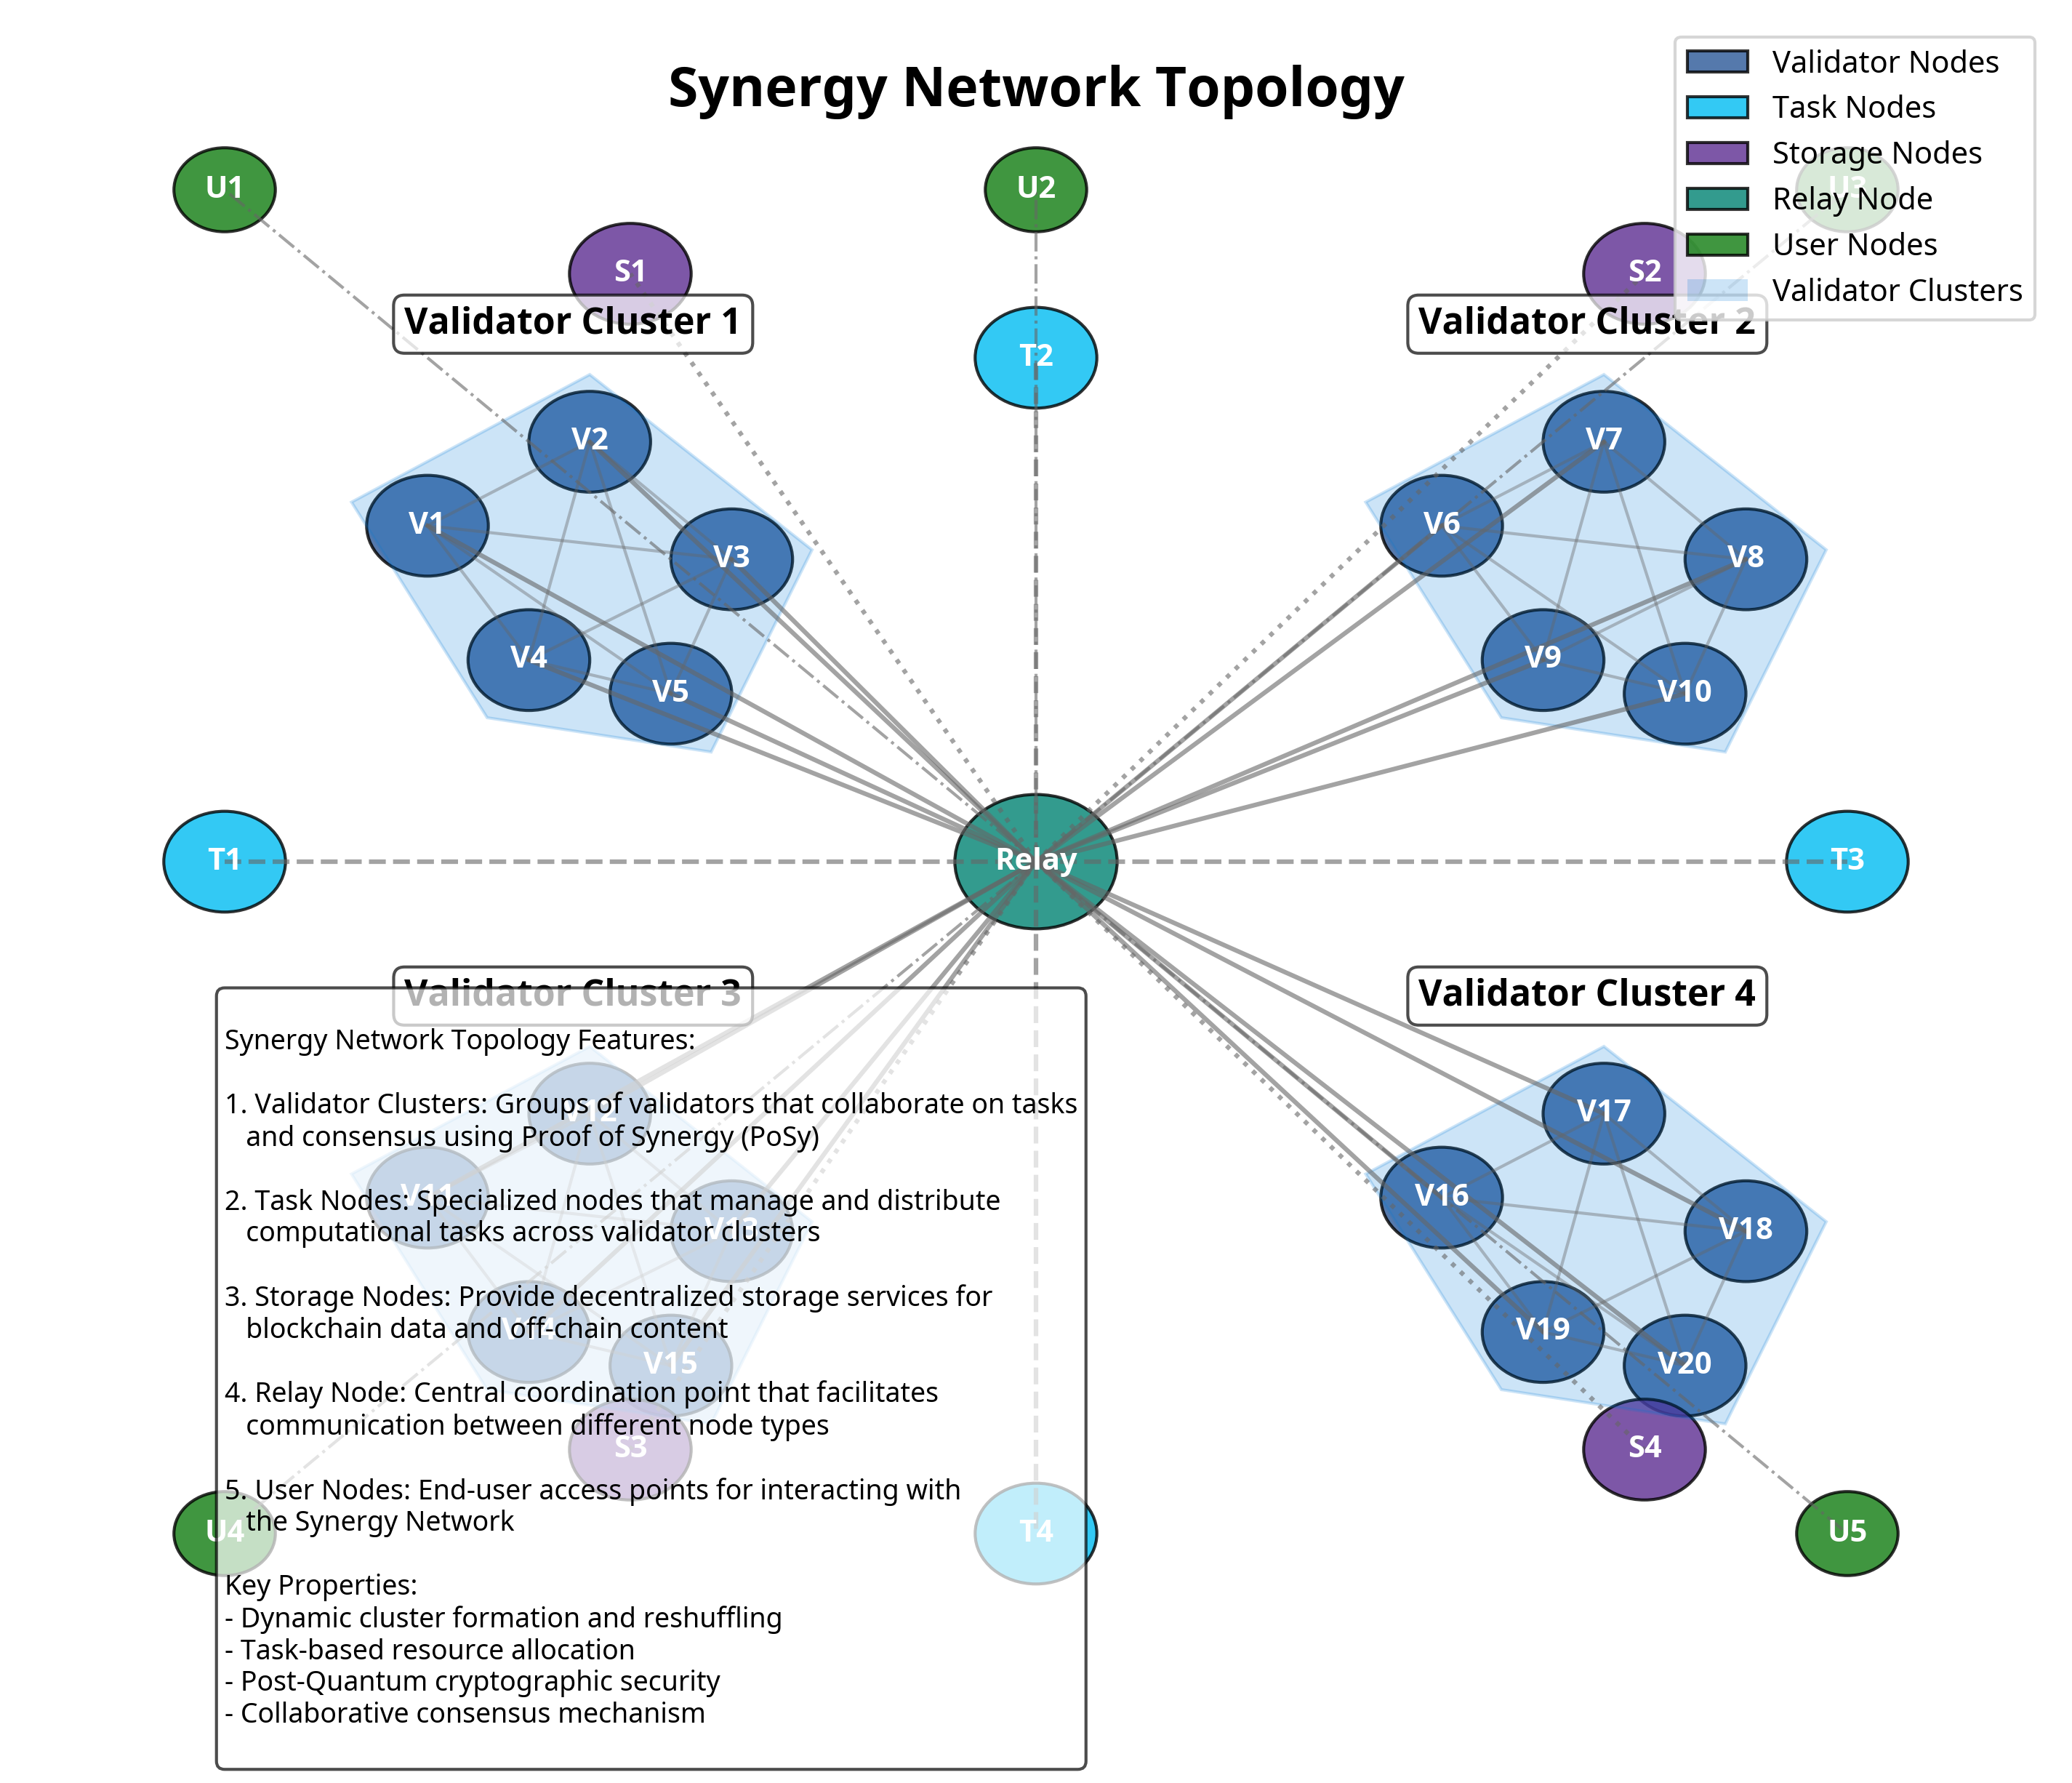 Synergy Network Topology
Validator Nodes
Task Nodes
Storage Nodes
Relay Node
User Nodes
Validator Clusters
U1
U2
U3
S1
S2
Validator Cluster 1
Validator Cluster 2
T2
V2
V7
V1
V6
V3
V8
V4
V9
V5
V10
T1
Relay
T3
Validator Cluster 3
Validator Cluster 4
Synergy Network Topology Features:
1. Validator Clusters: Groups of validators that collaborate on tasks
and consensus using Proof of Synergy (PoSy)
2. Task Nodes: Specialized nodes that manage and distribute
computational tasks across validator clusters
3. Storage Nodes: Provide decentralized storage services for
blockchain data and off-chain content
4. Relay Node: Central coordination point that facilitates
communication between different node types
5. User Nodes: End-user access points for interacting with
the Synergy Network
Key Properties:
- Dynamic cluster formation and reshuffling
- Task-based resource allocation
- Post-Quantum cryptographic security
- Collaborative consensus mechanism
V12
V11
V13
V14
V15
S3
U4
T4
V17
V16
V18
V19
V20
S4
U5